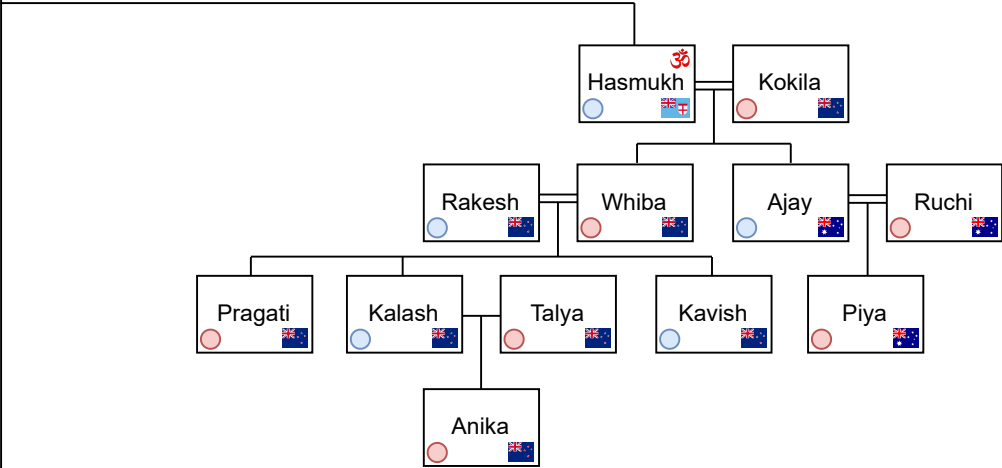 ॐ
Hasmukh
Kokila
Rakesh
Whiba
Ajay
Ruchi
Pragati
Kalash
Talya
Kavish
Piya
Anika